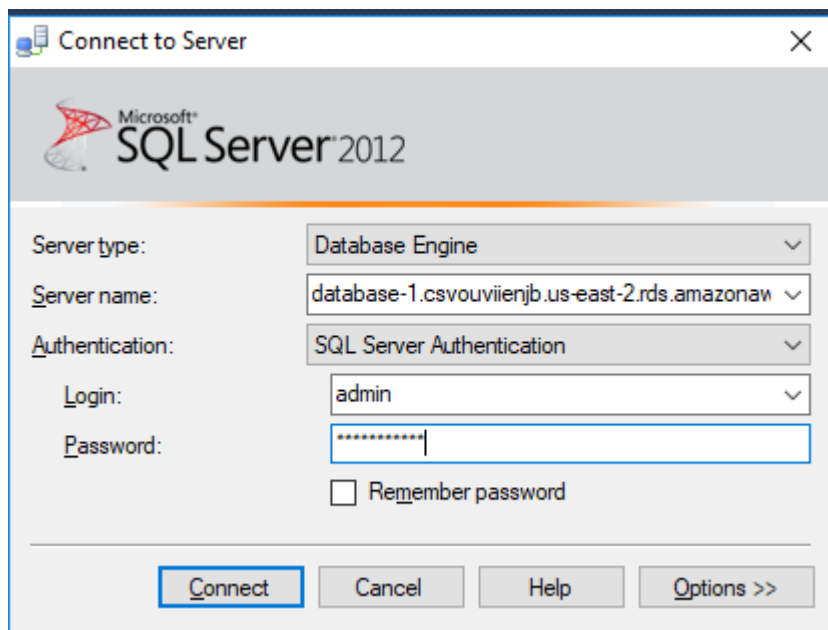 Connect to Server
Microsoft®
SQL Server® 2012
Server type: Database Engine
Server name: database-1.csvouviienjb.us-east-2.rds.amazonaw
Authentication: SQL Server Authentication
Login: admin
Password: ***********
Remember password
Connect Cancel Help Options >>